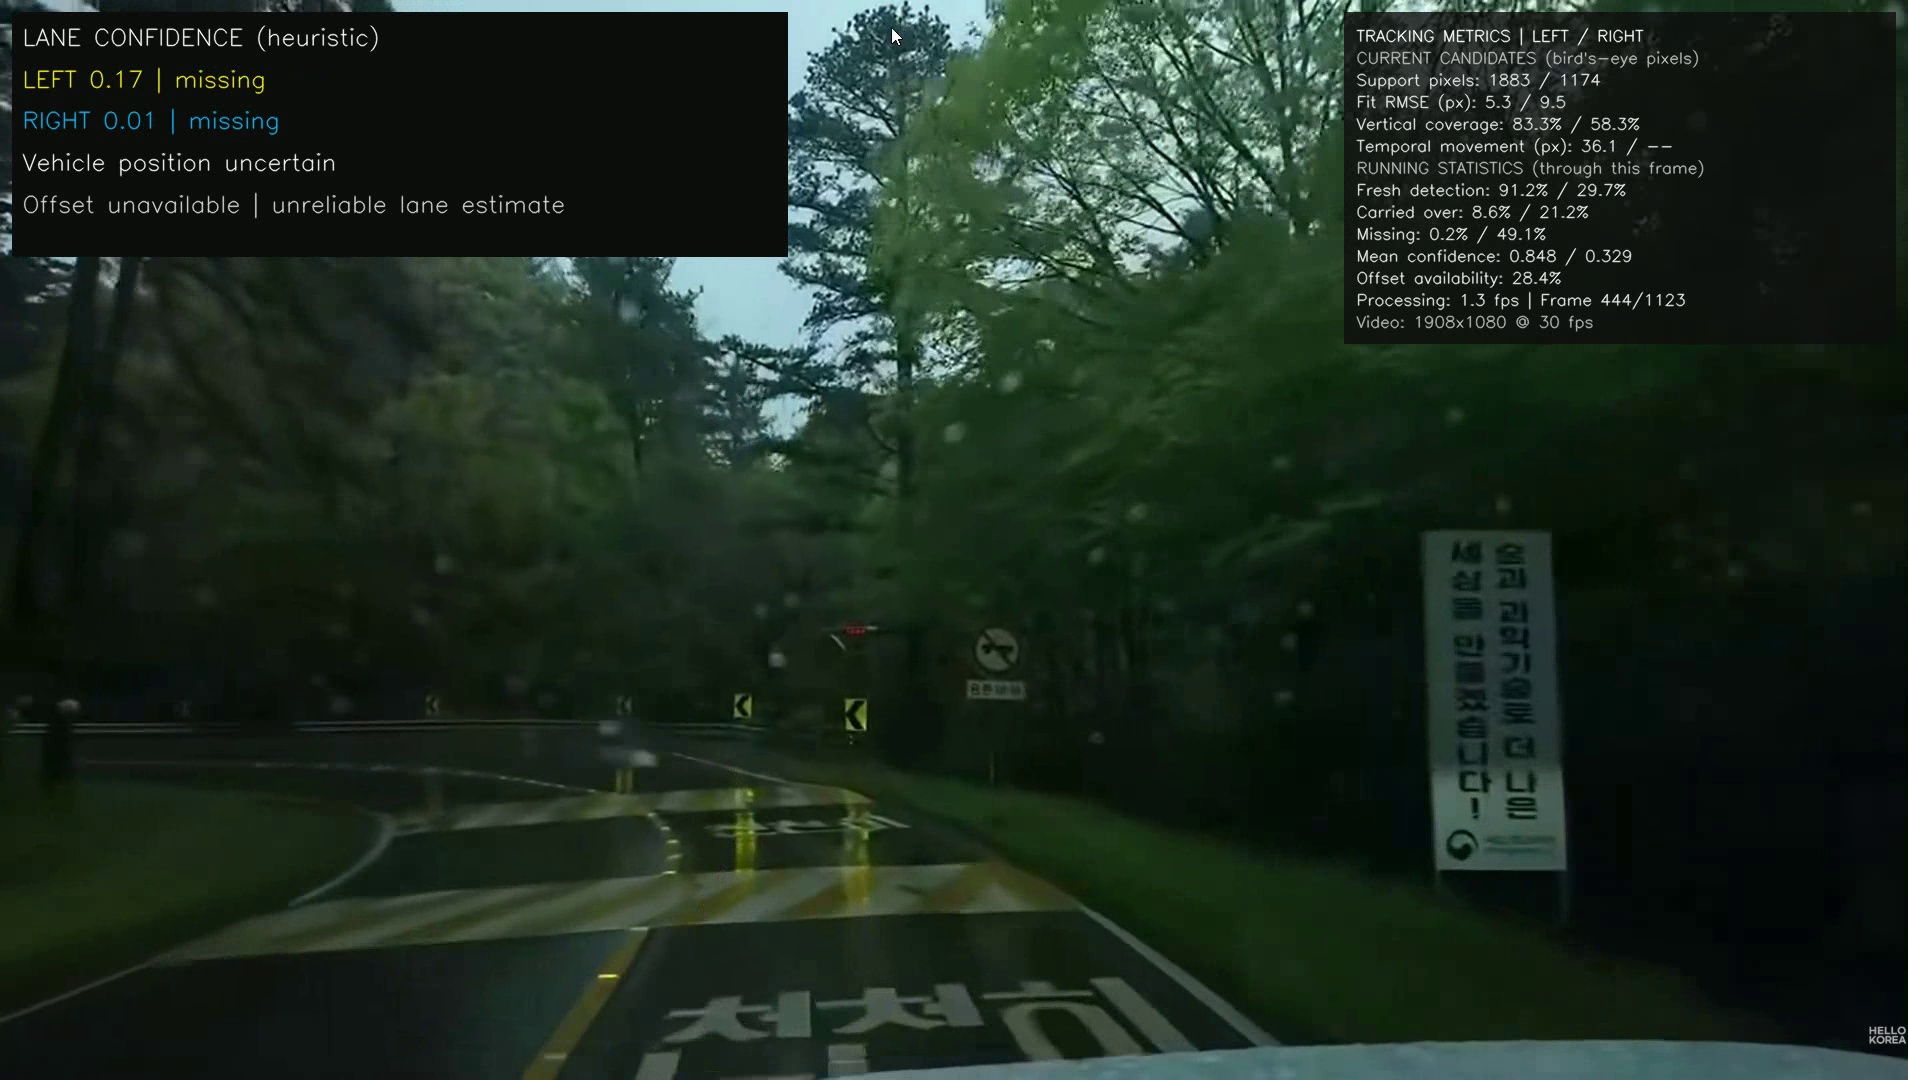 LANE CONFIDENCE (heuristic)
LEFT 0.17 | missing
RIGHT 0.01 | missing
Vehicle position uncertain
Offset unavailable | unreliable lane estimate
TRACKING METRICS | LEFT / RIGHT
CURRENT CANDIDATES (bird's-eye pixels)
Support pixels: 1883 / 1174
Fit RMSE (px): 5.3 / 9.5
Vertical coverage: 83.3% / 58.3%
Temporal movement (px): 36.1 / --
RUNNING STATISTICS (through this frame)
Fresh detection: 91.2% / 29.7%
Carried over: 8.6% / 21.2%
Missing: 0.2% / 49.1%
Mean confidence: 0.848 / 0.329
Offset availability: 28.4%
Processing: 1.3 fps | Frame 444/1123
Video: 1908x1080 @ 30 fps
숲과 과학기술로 더 나은
세상을 만들겠습니다!
천천히
HELLO
KOREA